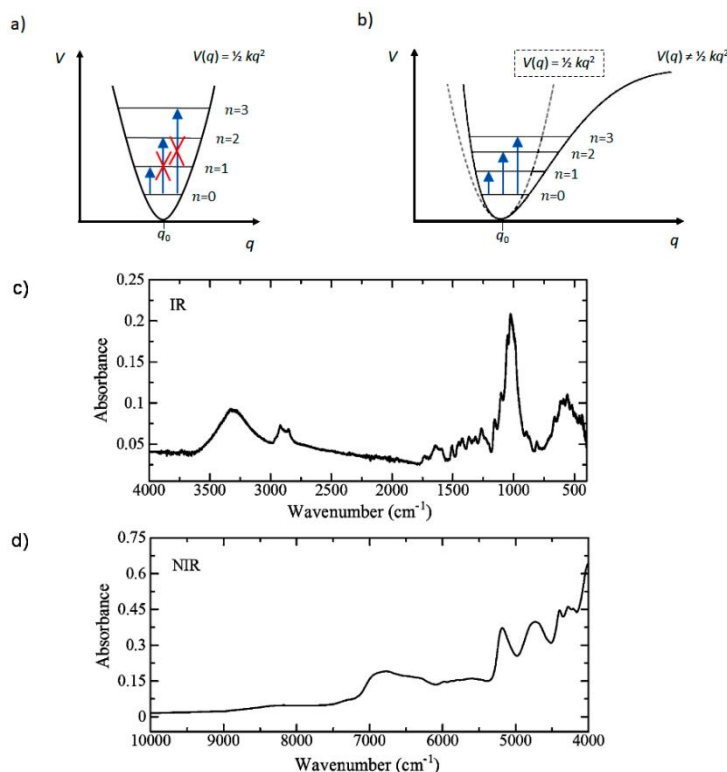 a)
V
V(q) = ½ kq²
n=3
n=2
n=1
n=0
q₀
q
b)
V
V(q) = ½ kq²
V(q) ≠ ½ kq²
n=3
n=2
n=1
n=0
q₀
q
c)
IR
Absorbance
0.25
0.2
0.15
0.1
0.05
4000 3500 3000 2500 2000 1500 1000 500
Wavenumber (cm⁻¹)
d)
NIR
Absorbance
0.75
0.6
0.45
0.3
0.15
0
10000 9000 8000 7000 6000 5000 4000
Wavenumber (cm⁻¹)